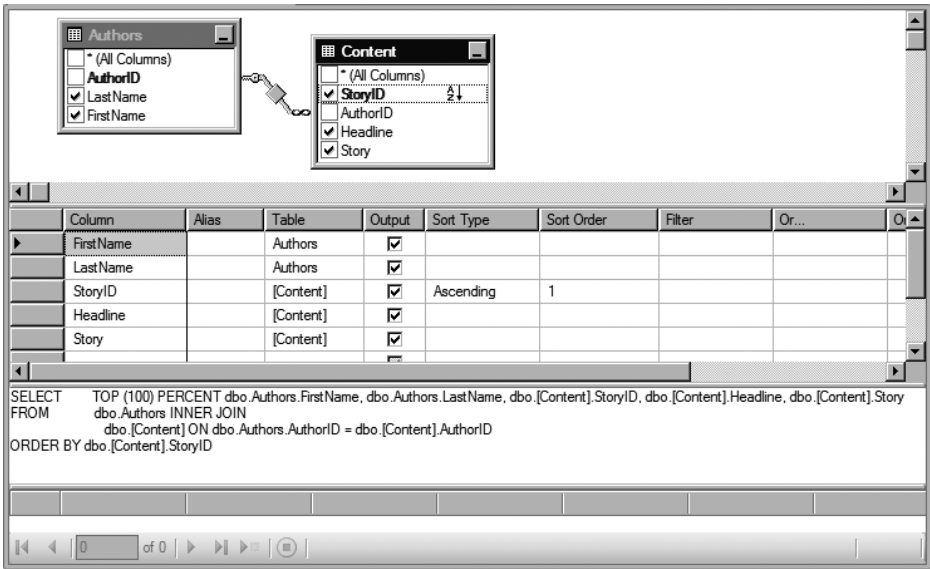 Authors
* (All Columns)
AuthorID
LastName
FirstName
Content
* (All Columns)
StoryID
AuthorID
Headline
Story
Column Alias Table Output Sort Type Sort Order Filter Or...
FirstName Authors
LastName Authors
StoryID [Content] Ascending 1
Headline [Content]
Story [Content]
SELECT TOP (100) PERCENT dbo.Authors.FirstName, dbo.Authors.LastName, dbo.[Content].StoryID, dbo.[Content].Headline, dbo.[Content].Story
FROM dbo.Authors INNER JOIN
dbo.[Content] ON dbo.Authors.AuthorID = dbo.[Content].AuthorID
ORDER BY dbo.[Content].StoryID
0 of 0